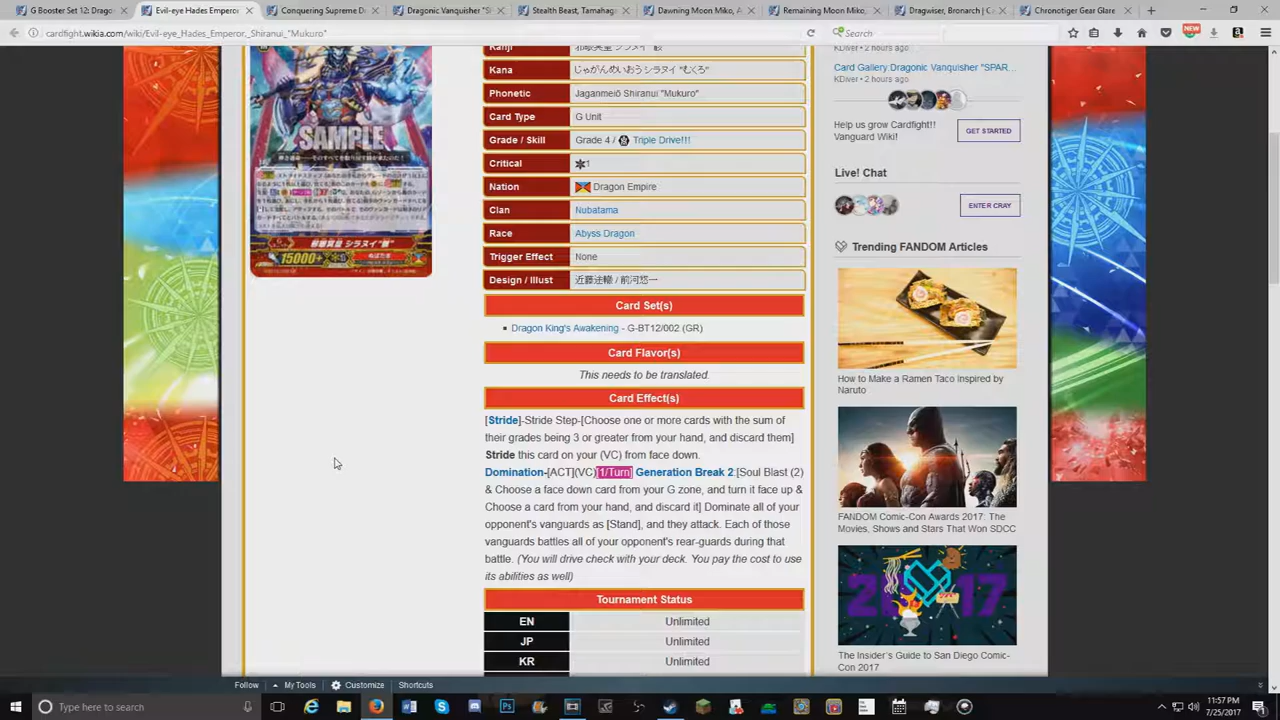 G Booster Set 12: Drago
Evil-eye Hades Emperor
Conquering Supreme D
Dragonic Vanquisher "S
Stealth Beast, Tamahag
Dawning Moon Miko, A
Remaining Moon Miko,
Dragwiser, Bronarch | C
Chronotiger Gear Glare
cardfight.wikia.com/wiki/Evil-eye_Hades_Emperor,_Shiranui_"Mukuro"
Search
NEW
Kanji
Kana じゃがんめいおう シラヌイ "むくろ"
Phonetic Jaganmeiō Shiranui "Mukuro"
Card Type G Unit
Grade / Skill Grade 4 / Triple Drive!!!
Critical 1
Nation Dragon Empire
Clan Nubatama
Race Abyss Dragon
Trigger Effect None
Design / Illust
SAMPLE
15000+
Card Set(s)
Dragon King's Awakening - G-BT12/002 (GR)
Card Flavor(s)
This needs to be translated.
Card Effect(s)
[Stride]-Stride Step-[Choose one or more cards with the sum of
their grades being 3 or greater from your hand, and discard them]
Stride this card on your (VC) from face down.
Domination-[ACT](VC)[1/Turn] Generation Break 2:[Soul Blast (2)
& Choose a face down card from your G zone, and turn it face up &
Choose a card from your hand, and discard it] Dominate all of your
opponent's vanguards as [Stand], and they attack. Each of those
vanguards battles all of your opponent's rear-guards during that
battle. (You will drive check with your deck. You pay the cost to use
its abilities as well)
Tournament Status
EN Unlimited
JP Unlimited
KR Unlimited
KDiver • 2 hours ago
Card Gallery:Dragonic Vanquisher "SPAR...
KDiver • 2 hours ago
Help us grow Cardfight!!
Vanguard Wiki!
GET STARTED
Live! Chat
ENTER CRAY
Trending FANDOM Articles
How to Make a Ramen Taco Inspired by
Naruto
FANDOM Comic-Con Awards 2017: The
Movies, Shows and Stars That Won SDCC
2017
The Insider's Guide to San Diego Comic-
Con 2017
Follow
My Tools
Customize
Shortcuts
Type here to search
11:57 PM
7/25/2017